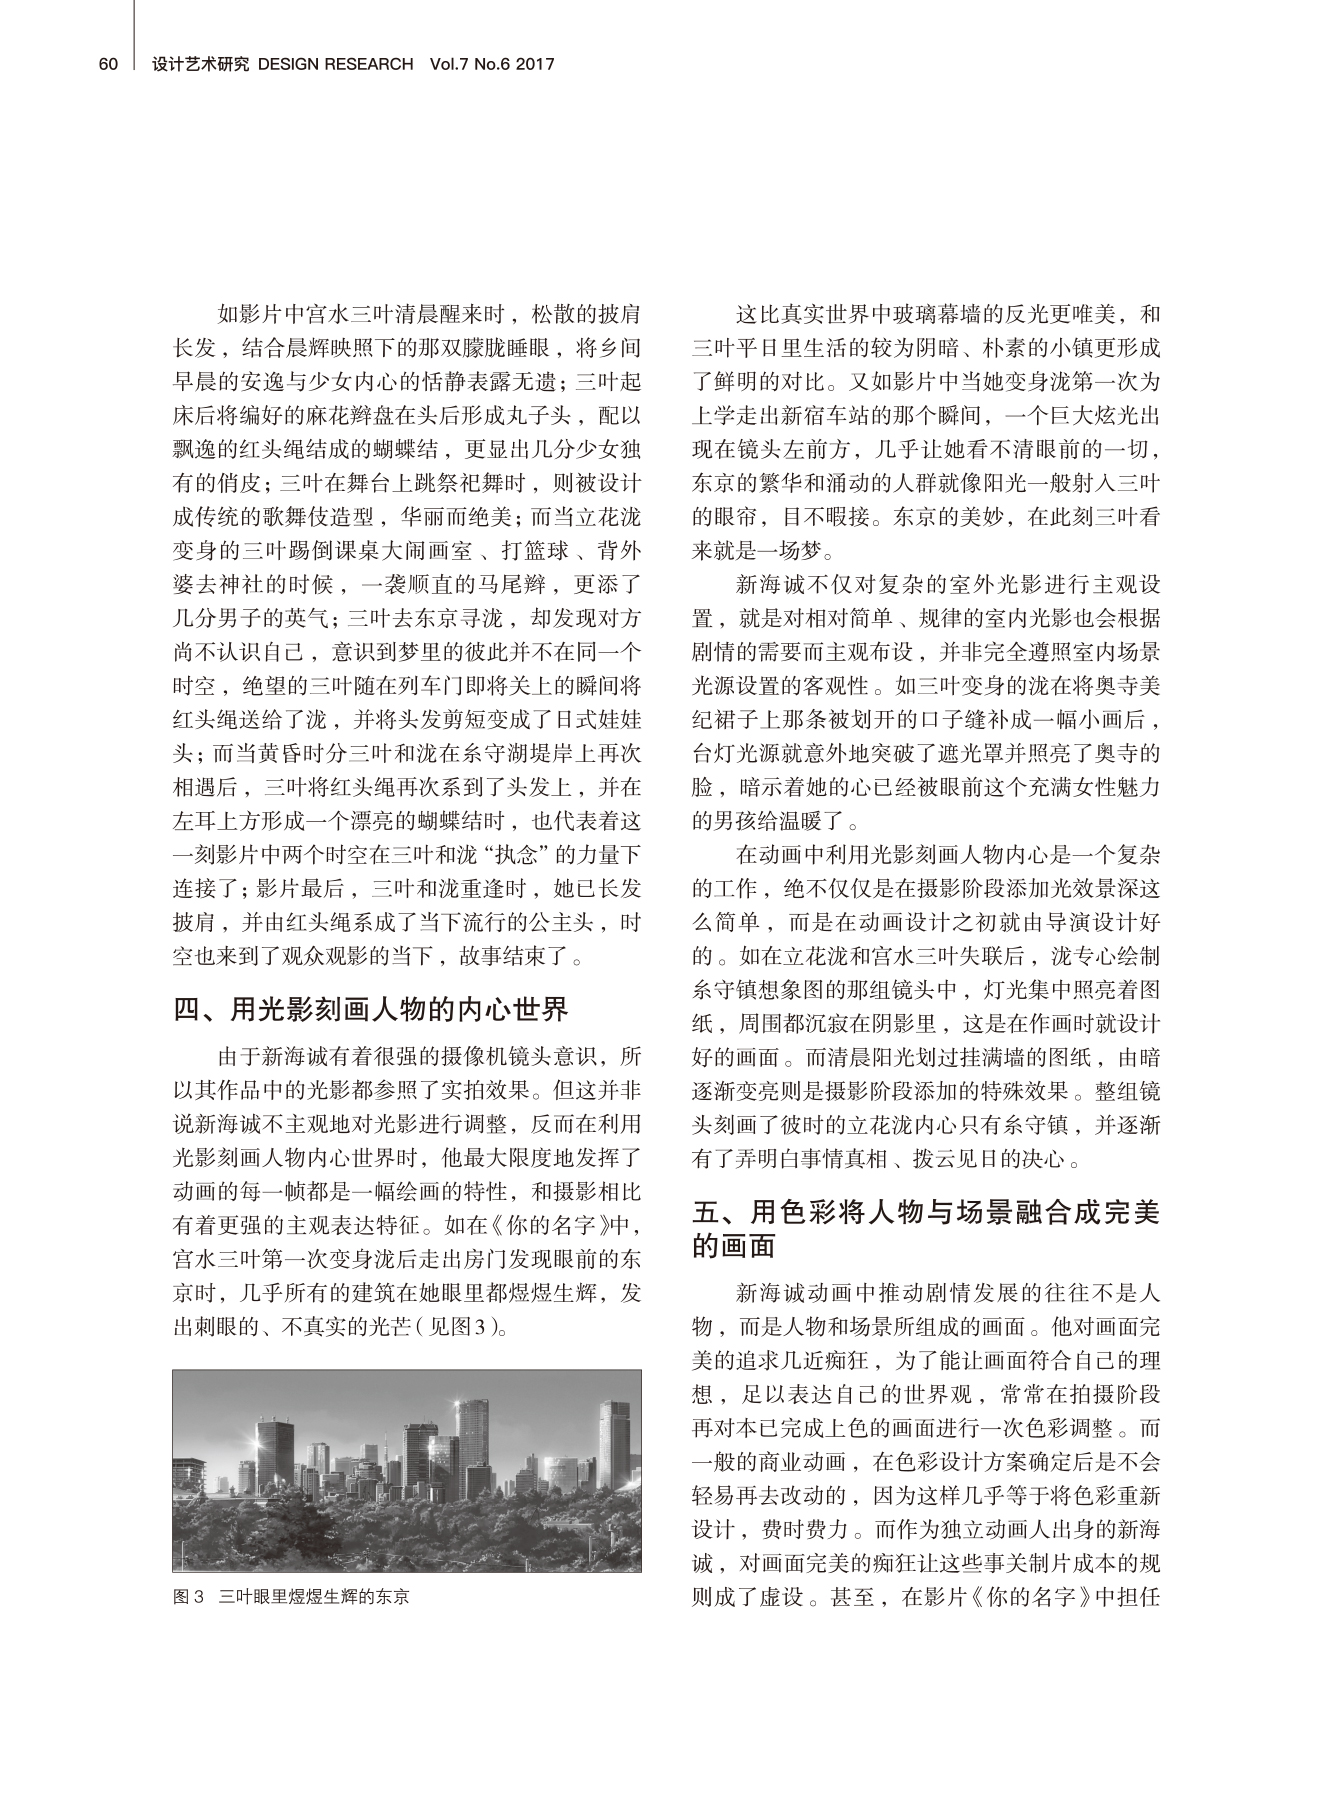 60 设计艺术研究 DESIGN RESEARCH Vol.7 No.6 2017
如影片中宫水三叶清晨醒来时，松散的披肩
长发，结合晨辉映照下的那双朦胧睡眼，将乡间
早晨的安逸与少女内心的恬静表露无遗；三叶起
床后将编好的麻花辫盘在头后形成丸子头，配以
飘逸的红头绳结成的蝴蝶结，更显出几分少女独
有的俏皮；三叶在舞台上跳祭祀舞时，则被设计
成传统的歌舞伎造型，华丽而绝美；而当立花泷
变身的三叶踢倒课桌大闹画室、打篮球、背外
婆去神社的时候，一袭顺直的马尾辫，更添了
几分男子的英气；三叶去东京寻泷，却发现对方
尚不认识自己，意识到梦里的彼此并不在同一个
时空，绝望的三叶随在列车门即将关上的瞬间将
红头绳送给了泷，并将头发剪短变成了日式娃娃
头；而当黄昏时分三叶和泷在糸守湖堤岸上再次
相遇后，三叶将红头绳再次系到了头发上，并在
左耳上方形成一个漂亮的蝴蝶结时，也代表着这
一刻影片中两个时空在三叶和泷“执念”的力量下
连接了；影片最后，三叶和泷重逢时，她已长发
披肩，并由红头绳系成了当下流行的公主头，时
空也来到了观众观影的当下，故事结束了。
四、用光影刻画人物的内心世界
由于新海诚有着很强的摄像机镜头意识，所
以其作品中的光影都参照了实拍效果。但这并非
说新海诚不主观地对光影进行调整，反而在利用
光影刻画人物内心世界时，他最大限度地发挥了
动画的每一帧都是一幅绘画的特性，和摄影相比
有着更强的主观表达特征。如在《你的名字》中，
宫水三叶第一次变身泷后走出房门发现眼前的东
京时，几乎所有的建筑在她眼里都煜煜生辉，发
出刺眼的、不真实的光芒（见图3）。
图3 三叶眼里煜煜生辉的东京
这比真实世界中玻璃幕墙的反光更唯美，和
三叶平日里生活的较为阴暗、朴素的小镇更形成
了鲜明的对比。又如影片中当她变身泷第一次为
上学走出新宿车站的那个瞬间，一个巨大炫光出
现在镜头左前方，几乎让她看不清眼前的一切，
东京的繁华和涌动的人群就像阳光一般射入三叶
的眼帘，目不暇接。东京的美妙，在此刻三叶看
来就是一场梦。
新海诚不仅对复杂的室外光影进行主观设
置，就是对相对简单、规律的室内光影也会根据
剧情的需要而主观布设，并非完全遵照室内场景
光源设置的客观性。如三叶变身的泷在将奥寺美
纪裙子上那条被划开的口子缝补成一幅小画后，
台灯光源就意外地突破了遮光罩并照亮了奥寺的
脸，暗示着她的心已经被眼前这个充满女性魅力
的男孩给温暖了。
在动画中利用光影刻画人物内心是一个复杂
的工作，绝不仅仅是在摄影阶段添加光效景深这
么简单，而是在动画设计之初就由导演设计好
的。如在立花泷和宫水三叶失联后，泷专心绘制
糸守镇想象图的那组镜头中，灯光集中照亮着图
纸，周围都沉寂在阴影里，这是在作画时就设计
好的画面。而清晨阳光划过挂满墙的图纸，由暗
逐渐变亮则是摄影阶段添加的特殊效果。整组镜
头刻画了彼时的立花泷内心只有糸守镇，并逐渐
有了弄明白事情真相、拨云见日的决心。
五、用色彩将人物与场景融合成完美
的画面
新海诚动画中推动剧情发展的往往不是人
物，而是人物和场景所组成的画面。他对画面完
美的追求几近痴狂，为了能让画面符合自己的理
想，足以表达自己的世界观，常常在拍摄阶段
再对本已完成上色的画面进行一次色彩调整。而
一般的商业动画，在色彩设计方案确定后是不会
轻易再去改动的，因为这样几乎等于将色彩重新
设计，费时费力。而作为独立动画人出身的新海
诚，对画面完美的痴狂让这些事关制片成本的规
则成了虚设。甚至，在影片《你的名字》中担任